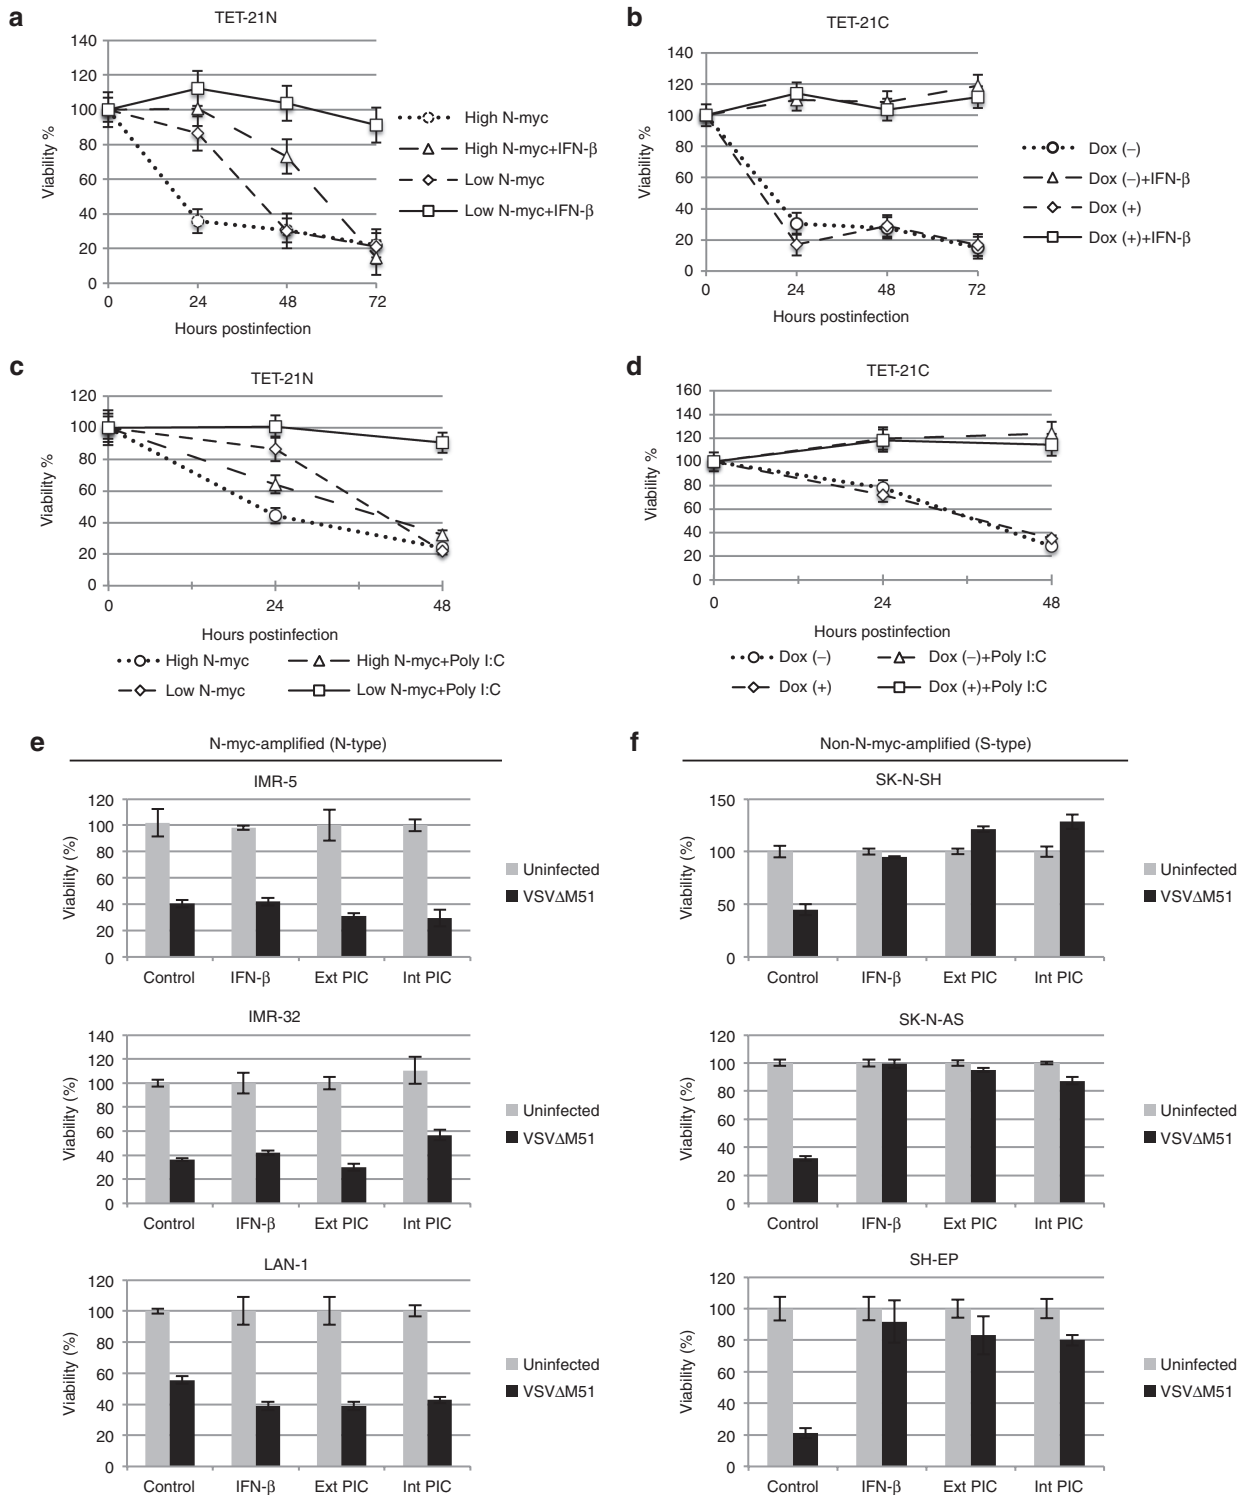 a
TET-21N
140
120
100
80
60
40
20
0
Viability %
0 24 48 72
Hours postinfection
High N-myc
High N-myc+IFN-β
Low N-myc
Low N-myc+IFN-β
b
TET-21C
140
120
100
80
60
40
20
0
Viability %
0 24 48 72
Hours postinfection
Dox (–)
Dox (–)+IFN-β
Dox (+)
Dox (+)+IFN-β
c
TET-21N
120
100
80
60
40
20
0
Viability %
0 24 48
Hours postinfection
High N-myc
High N-myc+Poly I:C
Low N-myc
Low N-myc+Poly I:C
d
TET-21C
160
140
120
100
80
60
40
20
0
Viability %
0 24 48
Hours postinfection
Dox (–)
Dox (–)+Poly I:C
Dox (+)
Dox (+)+Poly I:C
e
N-myc-amplified (N-type)
IMR-5
120
100
80
60
40
20
0
Viability (%)
Control IFN-β Ext PIC Int PIC
Uninfected
VSVΔM51
IMR-32
140
120
100
80
60
40
20
0
Viability (%)
Control IFN-β Ext PIC Int PIC
Uninfected
VSVΔM51
LAN-1
120
100
80
60
40
20
0
Viability (%)
Control IFN-β Ext PIC Int PIC
Uninfected
VSVΔM51
f
Non-N-myc-amplified (S-type)
SK-N-SH
150
100
50
0
Viability (%)
Control IFN-β Ext PIC Int PIC
Uninfected
VSVΔM51
SK-N-AS
120
100
80
60
40
20
0
Viability (%)
Control IFN-β Ext PIC Int PIC
Uninfected
VSVΔM51
SH-EP
120
100
80
60
40
20
0
Viability (%)
Control IFN-β Ext PIC Int PIC
Uninfected
VSVΔM51